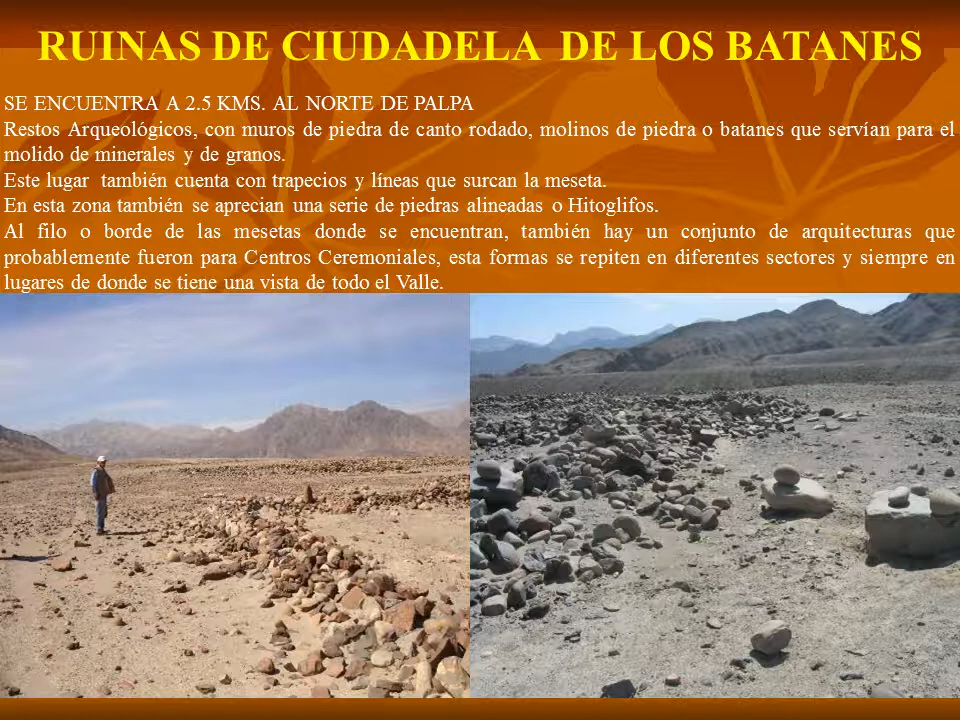 RUINAS DE CIUDADELA DE LOS BATANES
SE ENCUENTRA A 2.5 KMS. AL NORTE DE PALPA
Restos Arqueológicos, con muros de piedra de canto rodado, molinos de piedra o batanes que servían para el
molido de minerales y de granos.
Este lugar también cuenta con trapecios y líneas que surcan la meseta.
En esta zona también se aprecian una serie de piedras alineadas o Hitoglifos.
Al filo o borde de las mesetas donde se encuentran, también hay un conjunto de arquitecturas que
probablemente fueron para Centros Ceremoniales, esta formas se repiten en diferentes sectores y siempre en
lugares de donde se tiene una vista de todo el Valle.